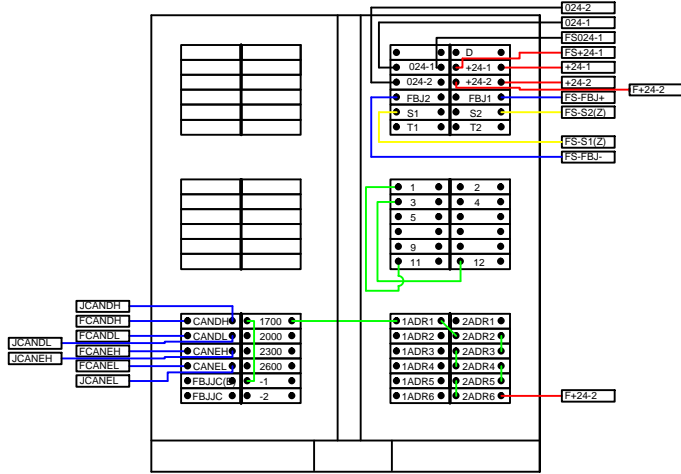 024-2
024-1
FS024-1
FS+24-1
+24-1
+24-2
F+24-2
FS-FBJ+
FS-S2(Z)
FS-S1(Z)
FS-FBJ-
D
024-1 +24-1
024-2 +24-2
FBJ2 FBJ1
S1 S2
T1 T2
1 2
3 4
5
9
11 12
JCANDH
FCANDH
FCANDL
JCANDL
FCANEH
JCANEH
FCANEL
JCANEL
CANDH 1700
CANDL 2000
CANEH 2300
CANEL 2600
FBJJC(E) -1
FBJJC -2
1ADR1 2ADR1
1ADR2 2ADR2
1ADR3 2ADR3
1ADR4 2ADR4
1ADR5 2ADR5
1ADR6 2ADR6
F+24-2